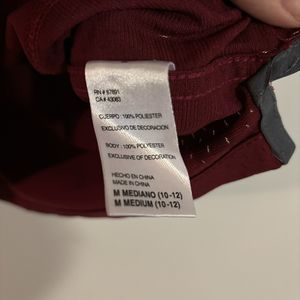 RN # 57691
CA# 43083
CUERPO: 100% POLIESTER
EXCLUSIVO DE DECORACION
BODY: 100% POLYESTER
EXCLUSIVE OF DECORATION
HECHO EN CHINA
MADE IN CHINA
M MEDIANO (10-12)
M MEDIUM (10-12)